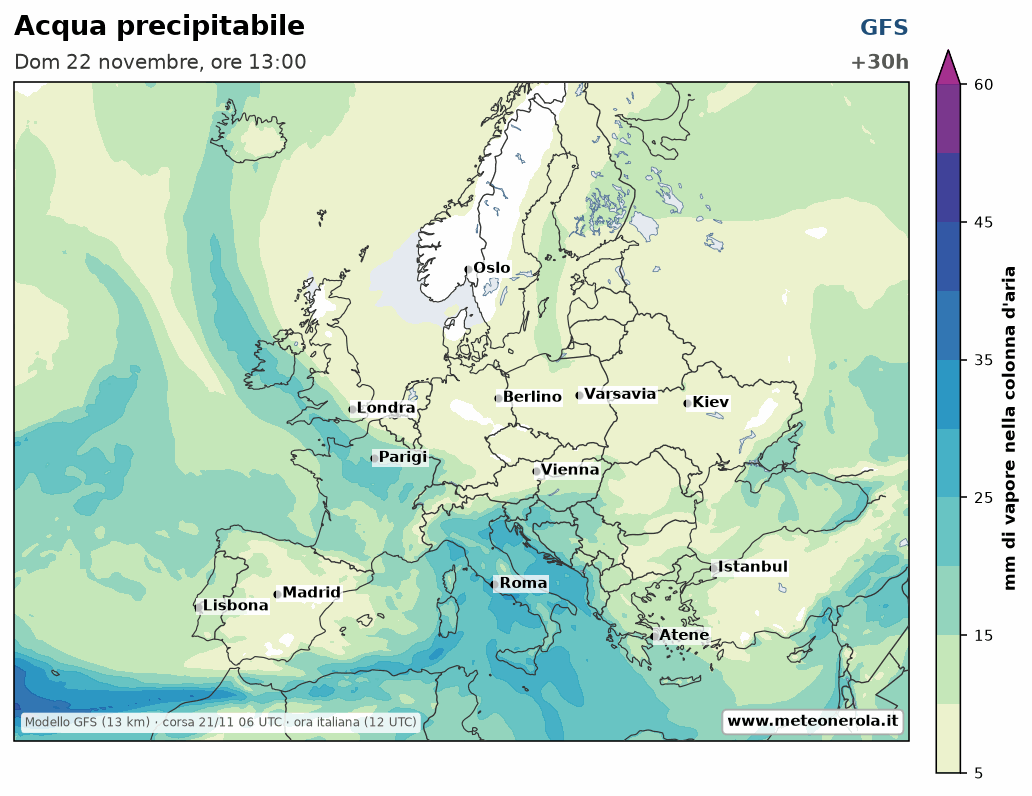 Acqua precipitabile
GFS
Dom 22 novembre, ore 13:00
+30h
60
45
35
25
15
5
mm di vapore nella colonna d'aria
Oslo
Londra
Berlino
Varsavia
Kiev
Parigi
Vienna
Istanbul
Roma
Madrid
Lisbona
Atene
Modello GFS (13 km) · corsa 21/11 06 UTC · ora italiana (12 UTC)
www.meteonerola.it